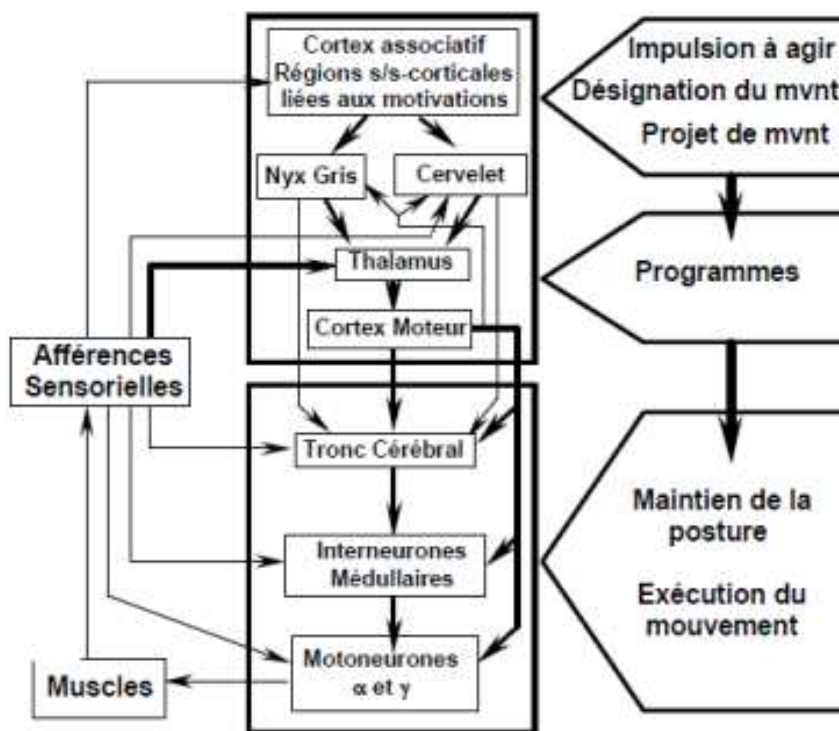 Cortex associatif
Régions s/s-corticales
liées aux motivations
Nyx Gris
Cervelet
Thalamus
Cortex Moteur
Afférences
Sensorielles
Tronc Cérébral
Interneurones
Médullaires
Motoneurones
α et γ
Muscles
Impulsion à agir
Désignation du mvnt
Projet de mvnt
Programmes
Maintien de la
posture
Exécution du
mouvement